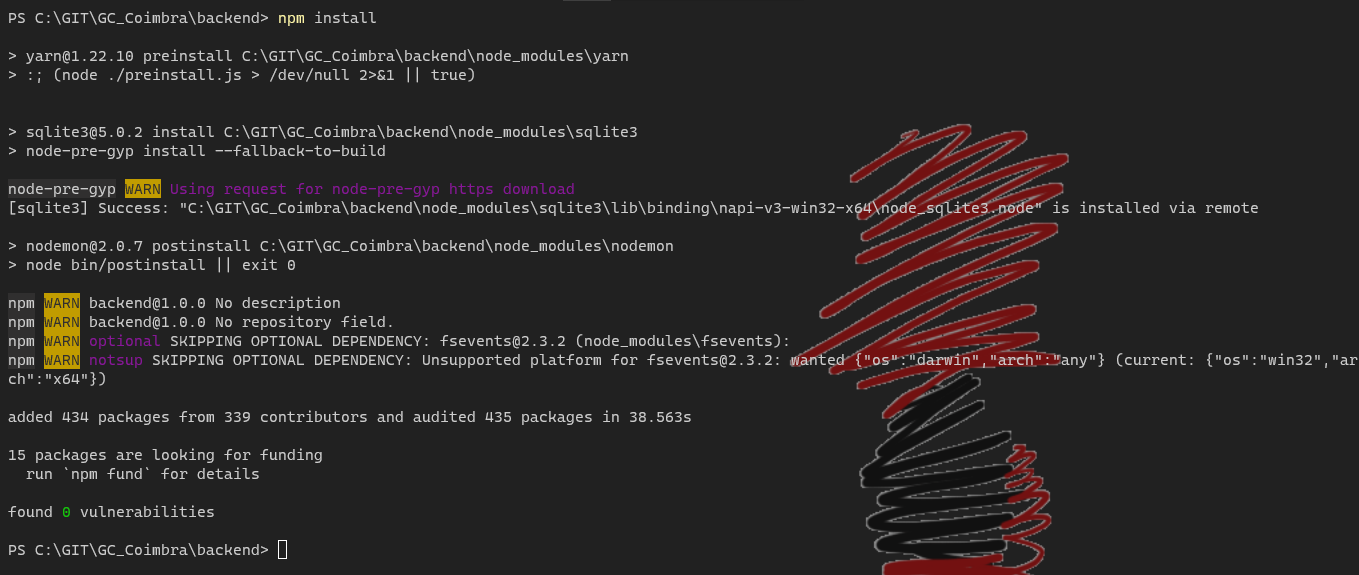 PS C:\GIT\GC_Coimbra\backend> npm install
> yarn@1.22.10 preinstall C:\GIT\GC_Coimbra\backend\node_modules\yarn
> :; (node ./preinstall.js > /dev/null 2>&1 || true)
> sqlite3@5.0.2 install C:\GIT\GC_Coimbra\backend\node_modules\sqlite3
> node-pre-gyp install --fallback-to-build
node-pre-gyp WARN Using request for node-pre-gyp https download
[sqlite3] Success: "C:\GIT\GC_Coimbra\backend\node_modules\sqlite3\lib\binding\napi-v3-win32-x64\node_sqlite3.node" is installed via remote
> nodemon@2.0.7 postinstall C:\GIT\GC_Coimbra\backend\node_modules\nodemon
> node bin/postinstall || exit 0
npm WARN backend@1.0.0 No description
npm WARN backend@1.0.0 No repository field.
npm WARN optional SKIPPING OPTIONAL DEPENDENCY: fsevents@2.3.2 (node_modules\fsevents):
npm WARN notsup SKIPPING OPTIONAL DEPENDENCY: Unsupported platform for fsevents@2.3.2: wanted {"os":"darwin","arch":"any"} (current: {"os":"win32","ar
ch":"x64"})
added 434 packages from 339 contributors and audited 435 packages in 38.563s
15 packages are looking for funding
  run `npm fund` for details
found 0 vulnerabilities
PS C:\GIT\GC_Coimbra\backend>